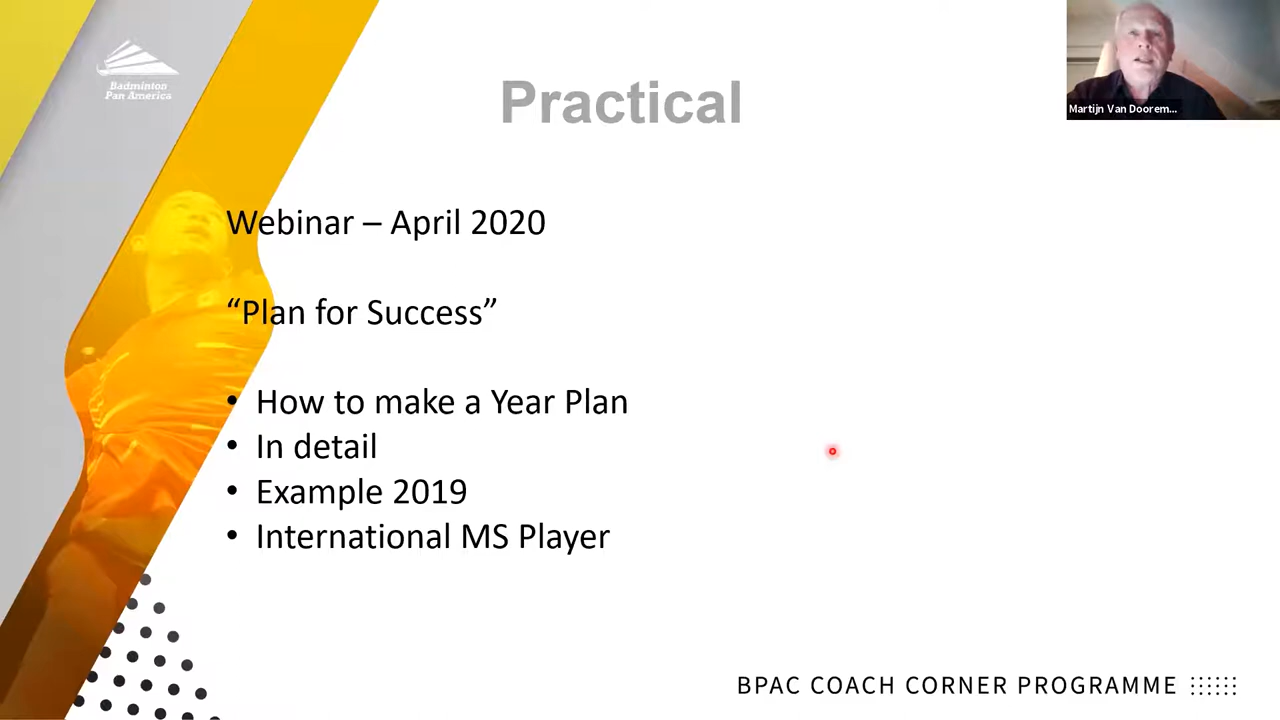 Badminton
Pan America
Practical
Martijn Van Doorem...
Webinar – April 2020
“Plan for Success”
• How to make a Year Plan
• In detail
• Example 2019
• International MS Player
BPAC COACH CORNER PROGRAMME